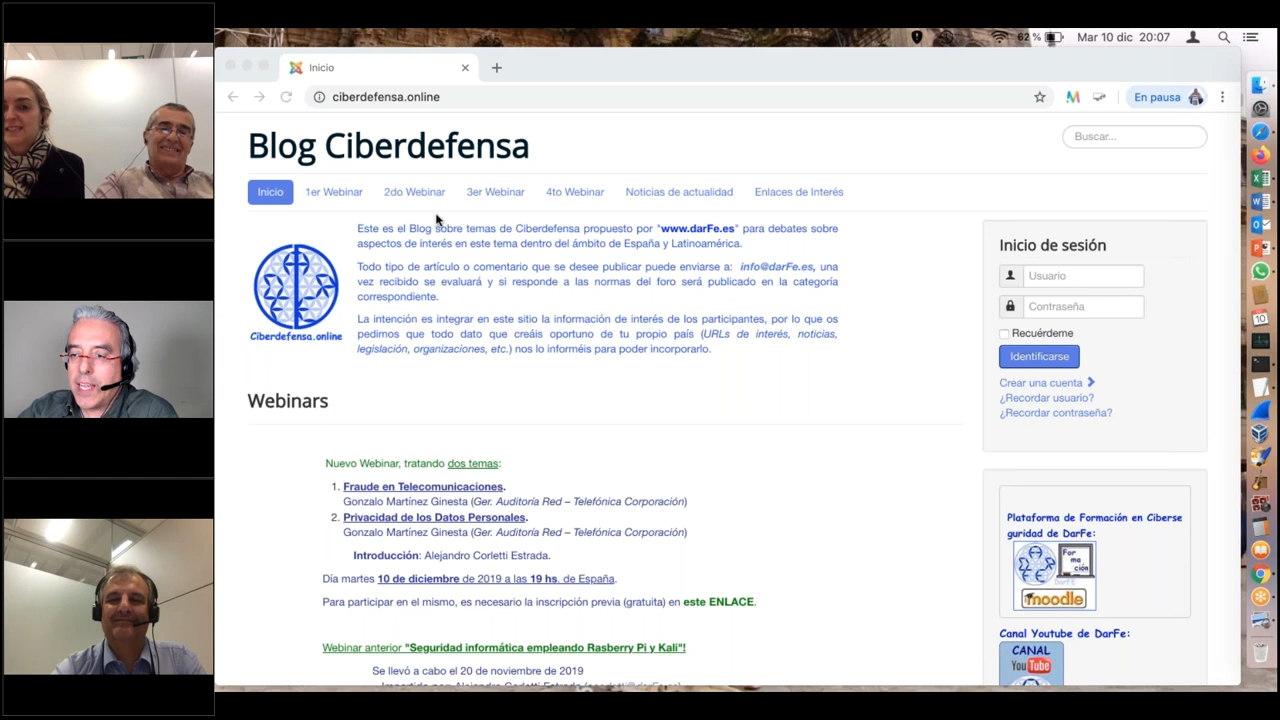 62 %
Mar 10 dic 20:07
Inicio
ciberdefensa.online
En pausa
Blog Ciberdefensa
Buscar...
Inicio
1er Webinar
2do Webinar
3er Webinar
4to Webinar
Noticias de actualidad
Enlaces de Interés
Este es el Blog sobre temas de Ciberdefensa propuesto por "www.darFe.es" para debates sobre
aspectos de interés en este tema dentro del ámbito de España y Latinoamérica.
Todo tipo de artículo o comentario que se desee publicar puede enviarse a: info@darFe.es, una
vez recibido se evaluará y si responde a las normas del foro será publicado en la categoría
correspondiente.
La intención es integrar en este sitio la información de interés de los participantes, por lo que os
pedimos que todo dato que creáis oportuno de tu propio país (URLs de interés, noticias,
legislación, organizaciones, etc.) nos lo informéis para poder incorporarlo.
Ciberdefensa.online
Inicio de sesión
Usuario
Contraseña
Recuérdeme
Identificarse
Crear una cuenta
¿Recordar usuario?
¿Recordar contraseña?
Webinars
Nuevo Webinar, tratando dos temas:
1. Fraude en Telecomunicaciones.
Gonzalo Martínez Ginesta (Ger. Auditoría Red – Telefónica Corporación)
2. Privacidad de los Datos Personales.
Gonzalo Martínez Ginesta (Ger. Auditoría Red – Telefónica Corporación)
Introducción: Alejandro Corletti Estrada.
Día martes 10 de diciembre de 2019 a las 19 hs. de España.
Para participar en el mismo, es necesario la inscripción previa (gratuita) en este ENLACE.
Webinar anterior "Seguridad informática empleando Rasberry Pi y Kali"!
Se llevó a cabo el 20 de noviembre de 2019
Plataforma de Formación en Ciberse
guridad de DarFe:
For
ma
ción
DarFE
moodle
Canal Youtube de DarFe:
CANAL
YouTube
10